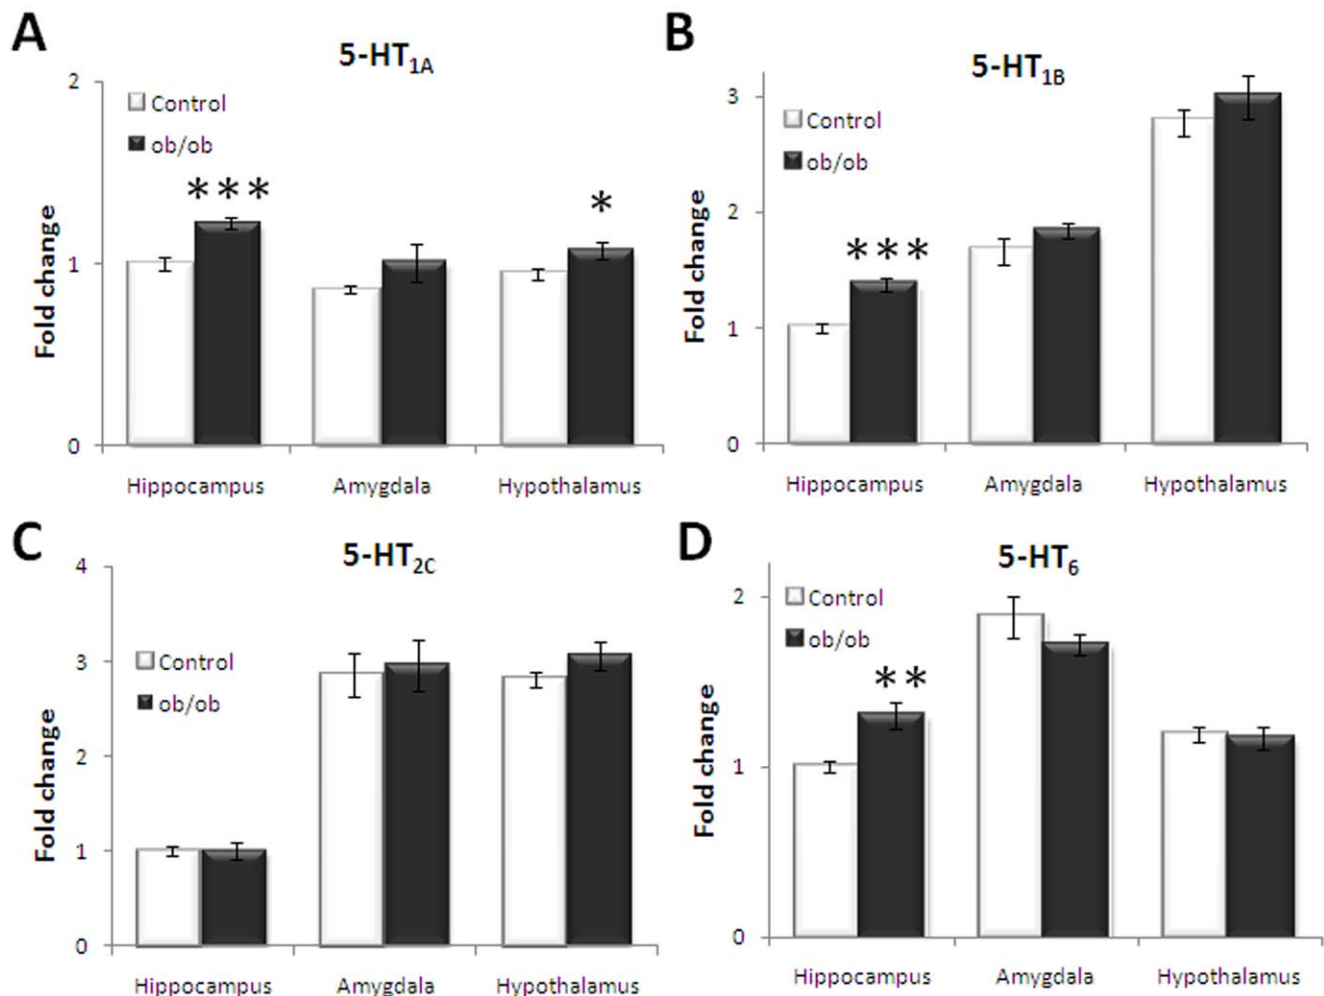 A
5-HT1A
2
1
0
Fold change
Control
ob/ob
***
*
Hippocampus
Amygdala
Hypothalamus
B
5-HT1B
3
2
1
0
Fold change
Control
ob/ob
***
Hippocampus
Amygdala
Hypothalamus
C
5-HT2C
4
3
2
1
0
Fold change
Control
ob/ob
Hippocampus
Amygdala
Hypothalamus
D
5-HT6
2
1
0
Fold change
Control
ob/ob
**
Hippocampus
Amygdala
Hypothalamus